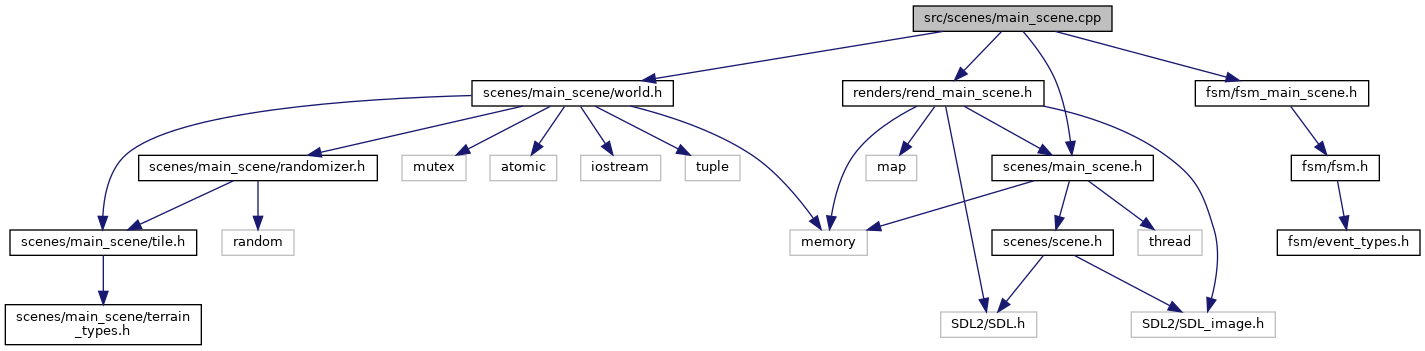 src/scenes/main_scene.cpp
scenes/main_scene/world.h
renders/rend_main_scene.h
fsm/fsm_main_scene.h
scenes/main_scene/randomizer.h
mutex
atomic
iostream
tuple
map
scenes/main_scene.h
fsm/fsm.h
scenes/main_scene/tile.h
random
memory
scenes/scene.h
thread
fsm/event_types.h
scenes/main_scene/terrain
_types.h
SDL2/SDL.h
SDL2/SDL_image.h